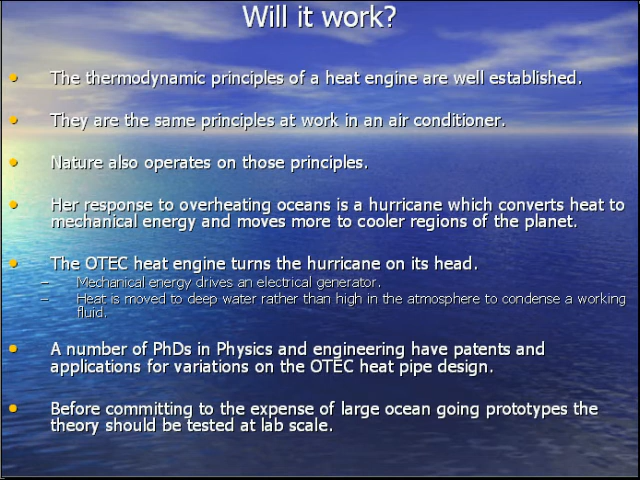 Will it work?
• The thermodynamic principles of a heat engine are well established.
• They are the same principles at work in an air conditioner.
• Nature also operates on those principles.
• Her response to overheating oceans is a hurricane which converts heat to
mechanical energy and moves more to cooler regions of the planet.
• The OTEC heat engine turns the hurricane on its head.
– Mechanical energy drives an electrical generator.
– Heat is moved to deep water rather than high in the atmosphere to condense a working
fluid.
• A number of PhDs in Physics and engineering have patents and
applications for variations on the OTEC heat pipe design.
• Before committing to the expense of large ocean going prototypes the
theory should be tested at lab scale.